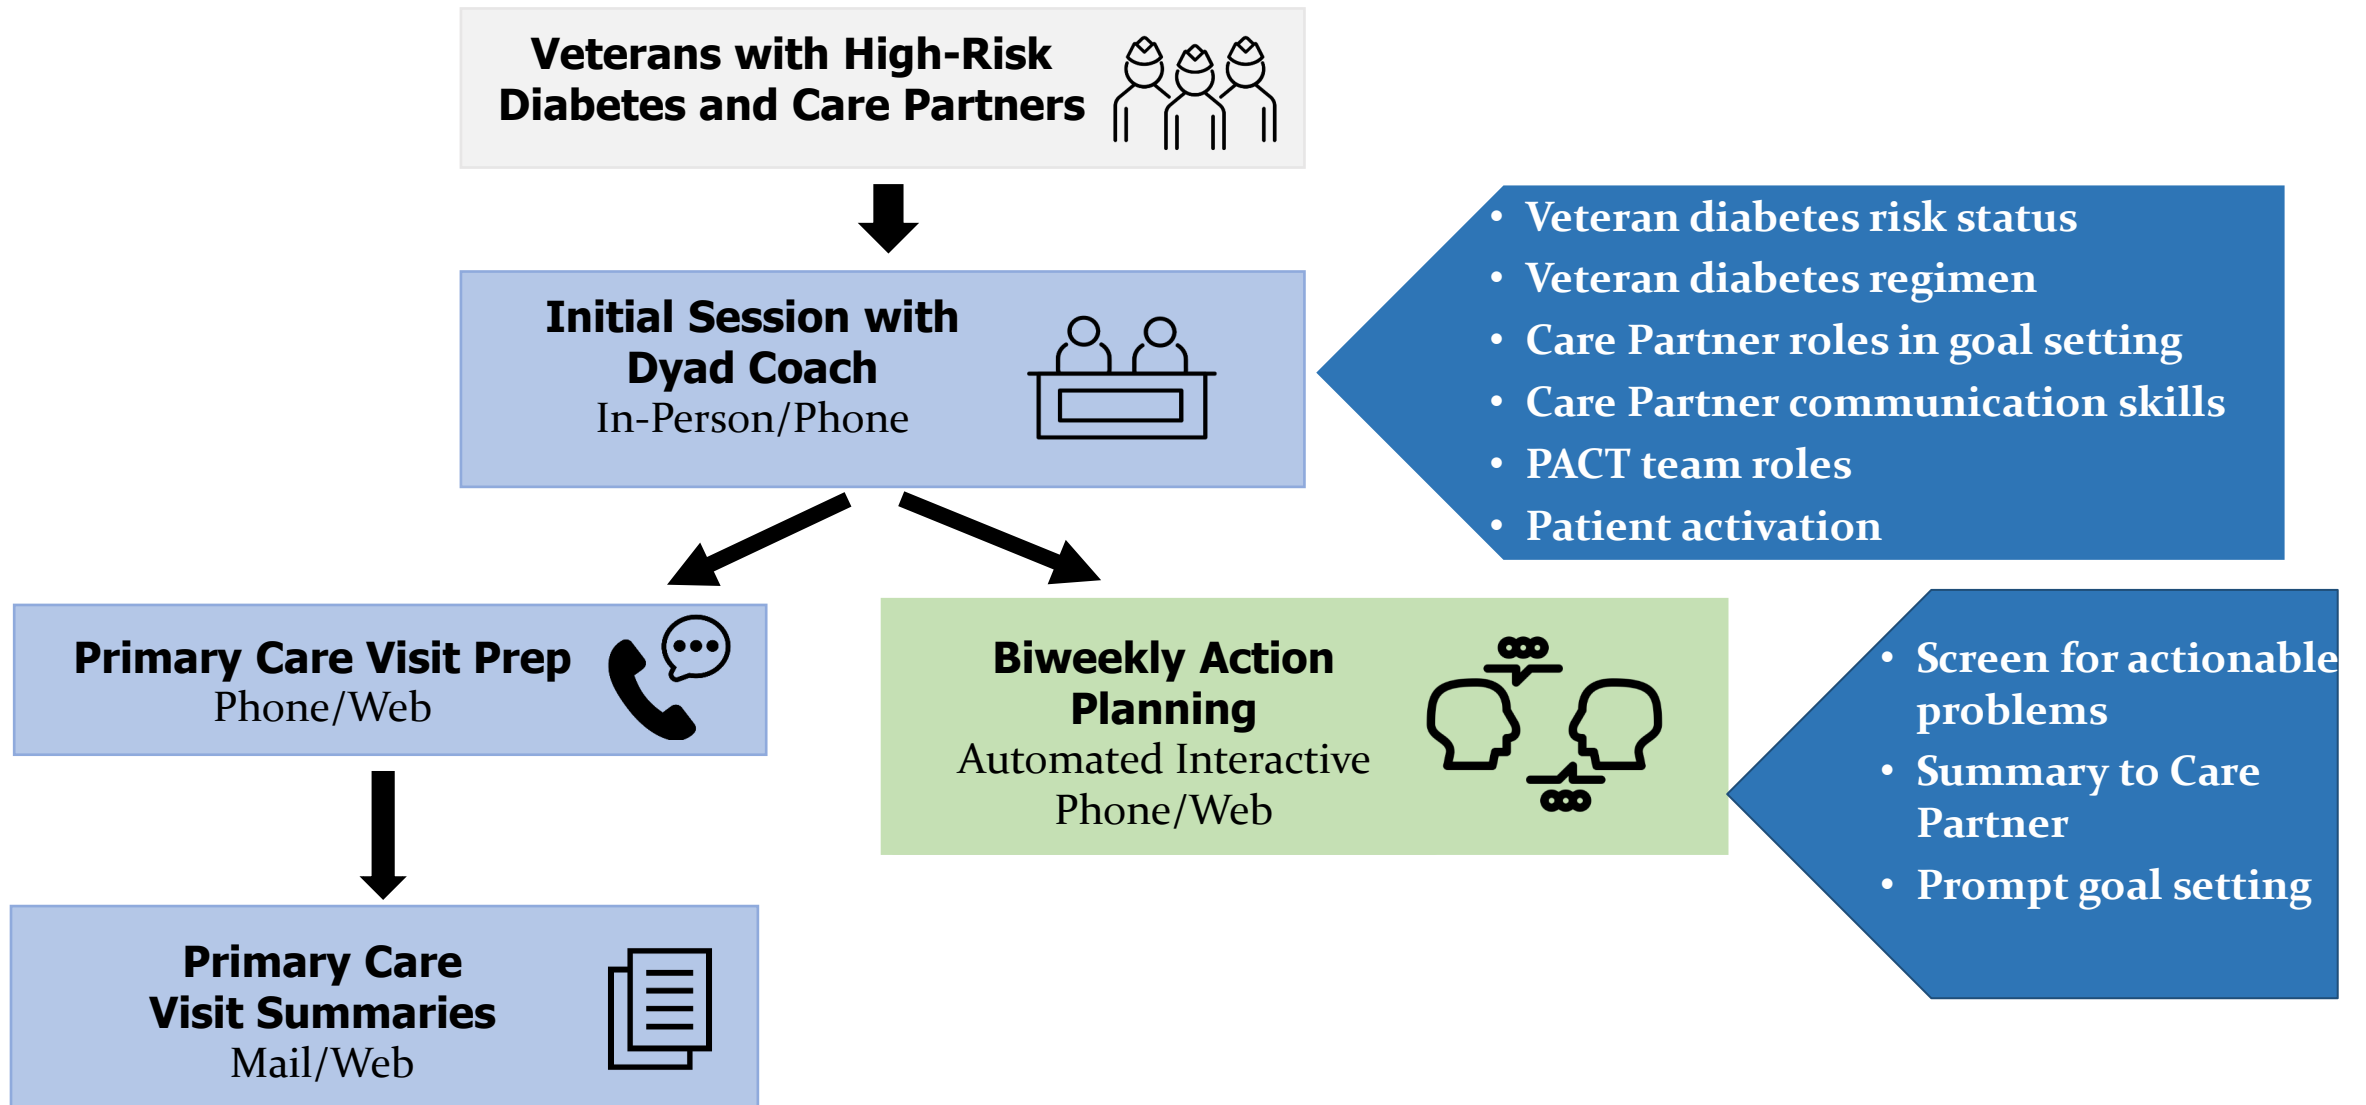 Veterans with High-Risk
Diabetes and Care Partners
Initial Session with
Dyad Coach
In-Person/Phone
• Veteran diabetes risk status
• Veteran diabetes regimen
• Care Partner roles in goal setting
• Care Partner communication skills
• PACT team roles
• Patient activation
Primary Care Visit Prep
Phone/Web
Biweekly Action
Planning
Automated Interactive
Phone/Web
• Screen for actionable
problems
• Summary to Care
Partner
• Prompt goal setting
Primary Care
Visit Summaries
Mail/Web